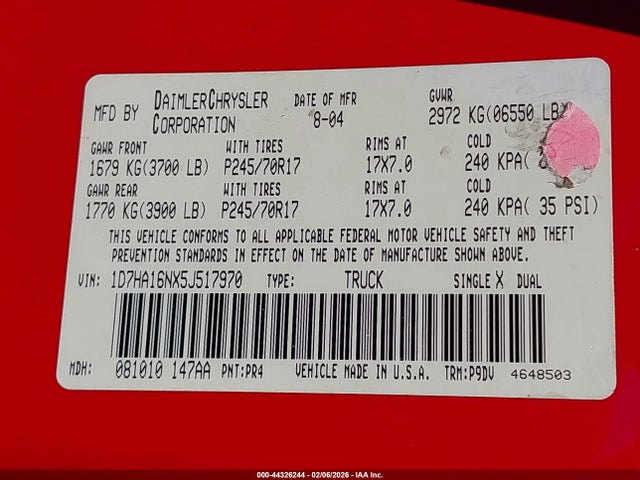 MFD BY DAIMLERCHRYSLER CORPORATION DATE OF MFR 8-04 GVWR 2972 KG(06550 LB)
GAWR FRONT WITH TIRES RIMS AT COLD
1679 KG(3700 LB) P245/70R17 17X7.0 240 KPA(
GAWR REAR WITH TIRES RIMS AT COLD
1770 KG(3900 LB) P245/70R17 17X7.0 240 KPA( 35 PSI)
THIS VEHICLE CONFORMS TO ALL APPLICABLE FEDERAL MOTOR VEHICLE SAFETY AND THEFT
PREVENTION STANDARDS IN EFFECT ON THE DATE OF MANUFACTURE SHOWN ABOVE.
VIN: 1D7HA16NX5J517970 TYPE: TRUCK SINGLE X DUAL
MDH: 081010 147AA PNT:PR4 VEHICLE MADE IN U.S.A. TRM:P9DV 4648503
000-44326244 - 02/06/2026 - IAA Inc.